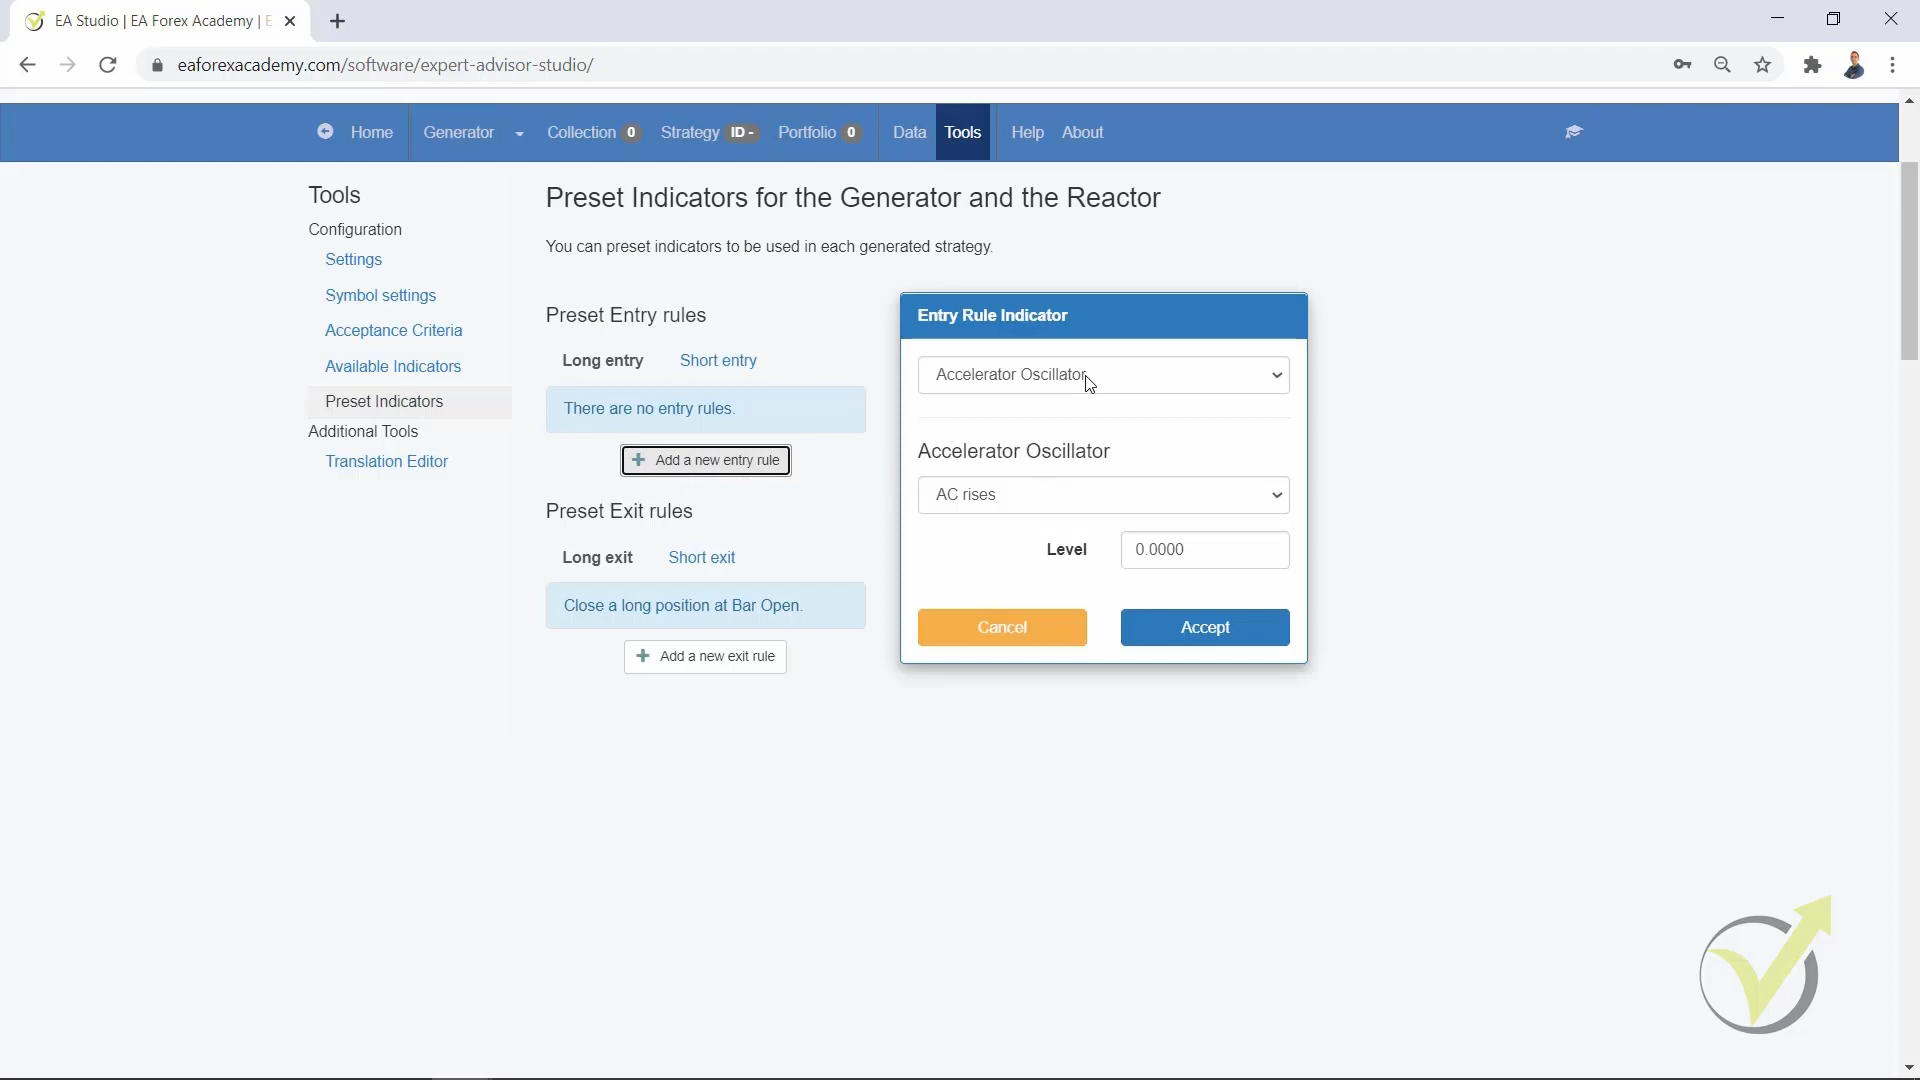 EA Studio | EA Forex Academy | E
eaforexacademy.com/software/expert-advisor-studio/
Home
Generator
Collection 0
Strategy ID -
Portfolio 0
Data
Tools
Help
About
Tools
Configuration
Settings
Symbol settings
Acceptance Criteria
Available Indicators
Preset Indicators
Additional Tools
Translation Editor
Preset Indicators for the Generator and the Reactor
You can preset indicators to be used in each generated strategy.
Preset Entry rules
Long entry
Short entry
There are no entry rules.
Add a new entry rule
Preset Exit rules
Long exit
Short exit
Close a long position at Bar Open.
Add a new exit rule
Entry Rule Indicator
Accelerator Oscillator
Accelerator Oscillator
AC rises
Level
0.0000
Cancel
Accept